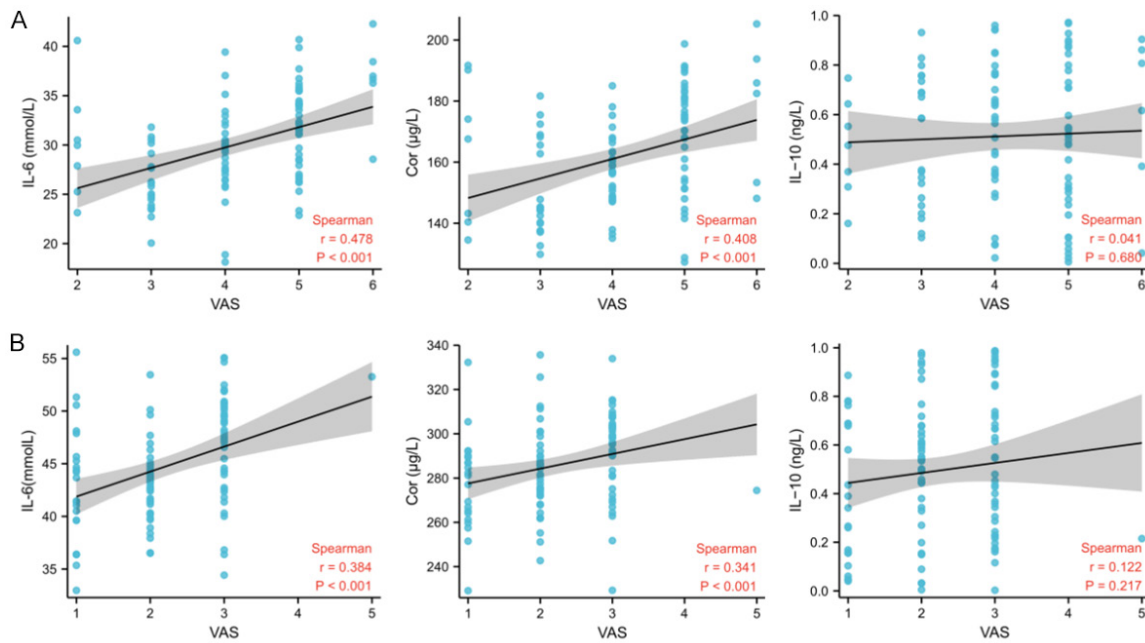 A
IL-6 (mmol/L)
40
35
30
25
20
Spearman
r = 0.478
P < 0.001
2 3 4 5 6
VAS
Cor (µg/L)
200
180
160
140
Spearman
r = 0.408
P < 0.001
2 3 4 5 6
VAS
IL−10 (ng/L)
1.0
0.8
0.6
0.4
0.2
0.0
Spearman
r = 0.041
P = 0.680
2 3 4 5 6
VAS
B
IL-6(mmolL)
55
50
45
40
35
Spearman
r = 0.384
P < 0.001
1 2 3 4 5
VAS
Cor (µg/L)
340
320
300
280
260
240
Spearman
r = 0.341
P < 0.001
1 2 3 4 5
VAS
IL−10 (ng/L)
1.0
0.8
0.6
0.4
0.2
0.0
Spearman
r = 0.122
P = 0.217
1 2 3 4 5
VAS